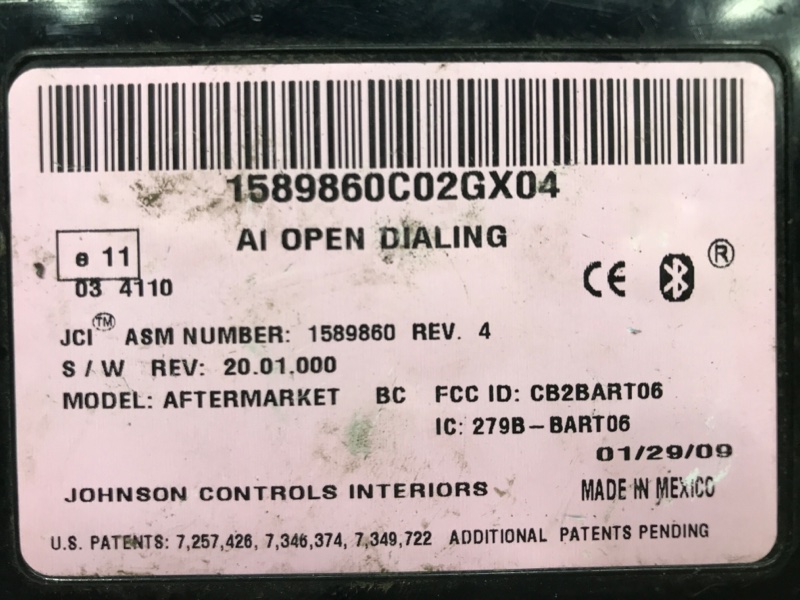 1589860C02GX04
AI OPEN DIALING
e 11
03 4110
CE ®
JCI™ ASM NUMBER: 1589860 REV. 4
S/W REV: 20.01.000
MODEL: AFTERMARKET BC FCC ID: CB2BART06
IC: 279B-BART06
01/29/09
JOHNSON CONTROLS INTERIORS MADE IN MEXICO
U.S. PATENTS: 7,257,426, 7,346,374, 7,349,722 ADDITIONAL PATENTS PENDING